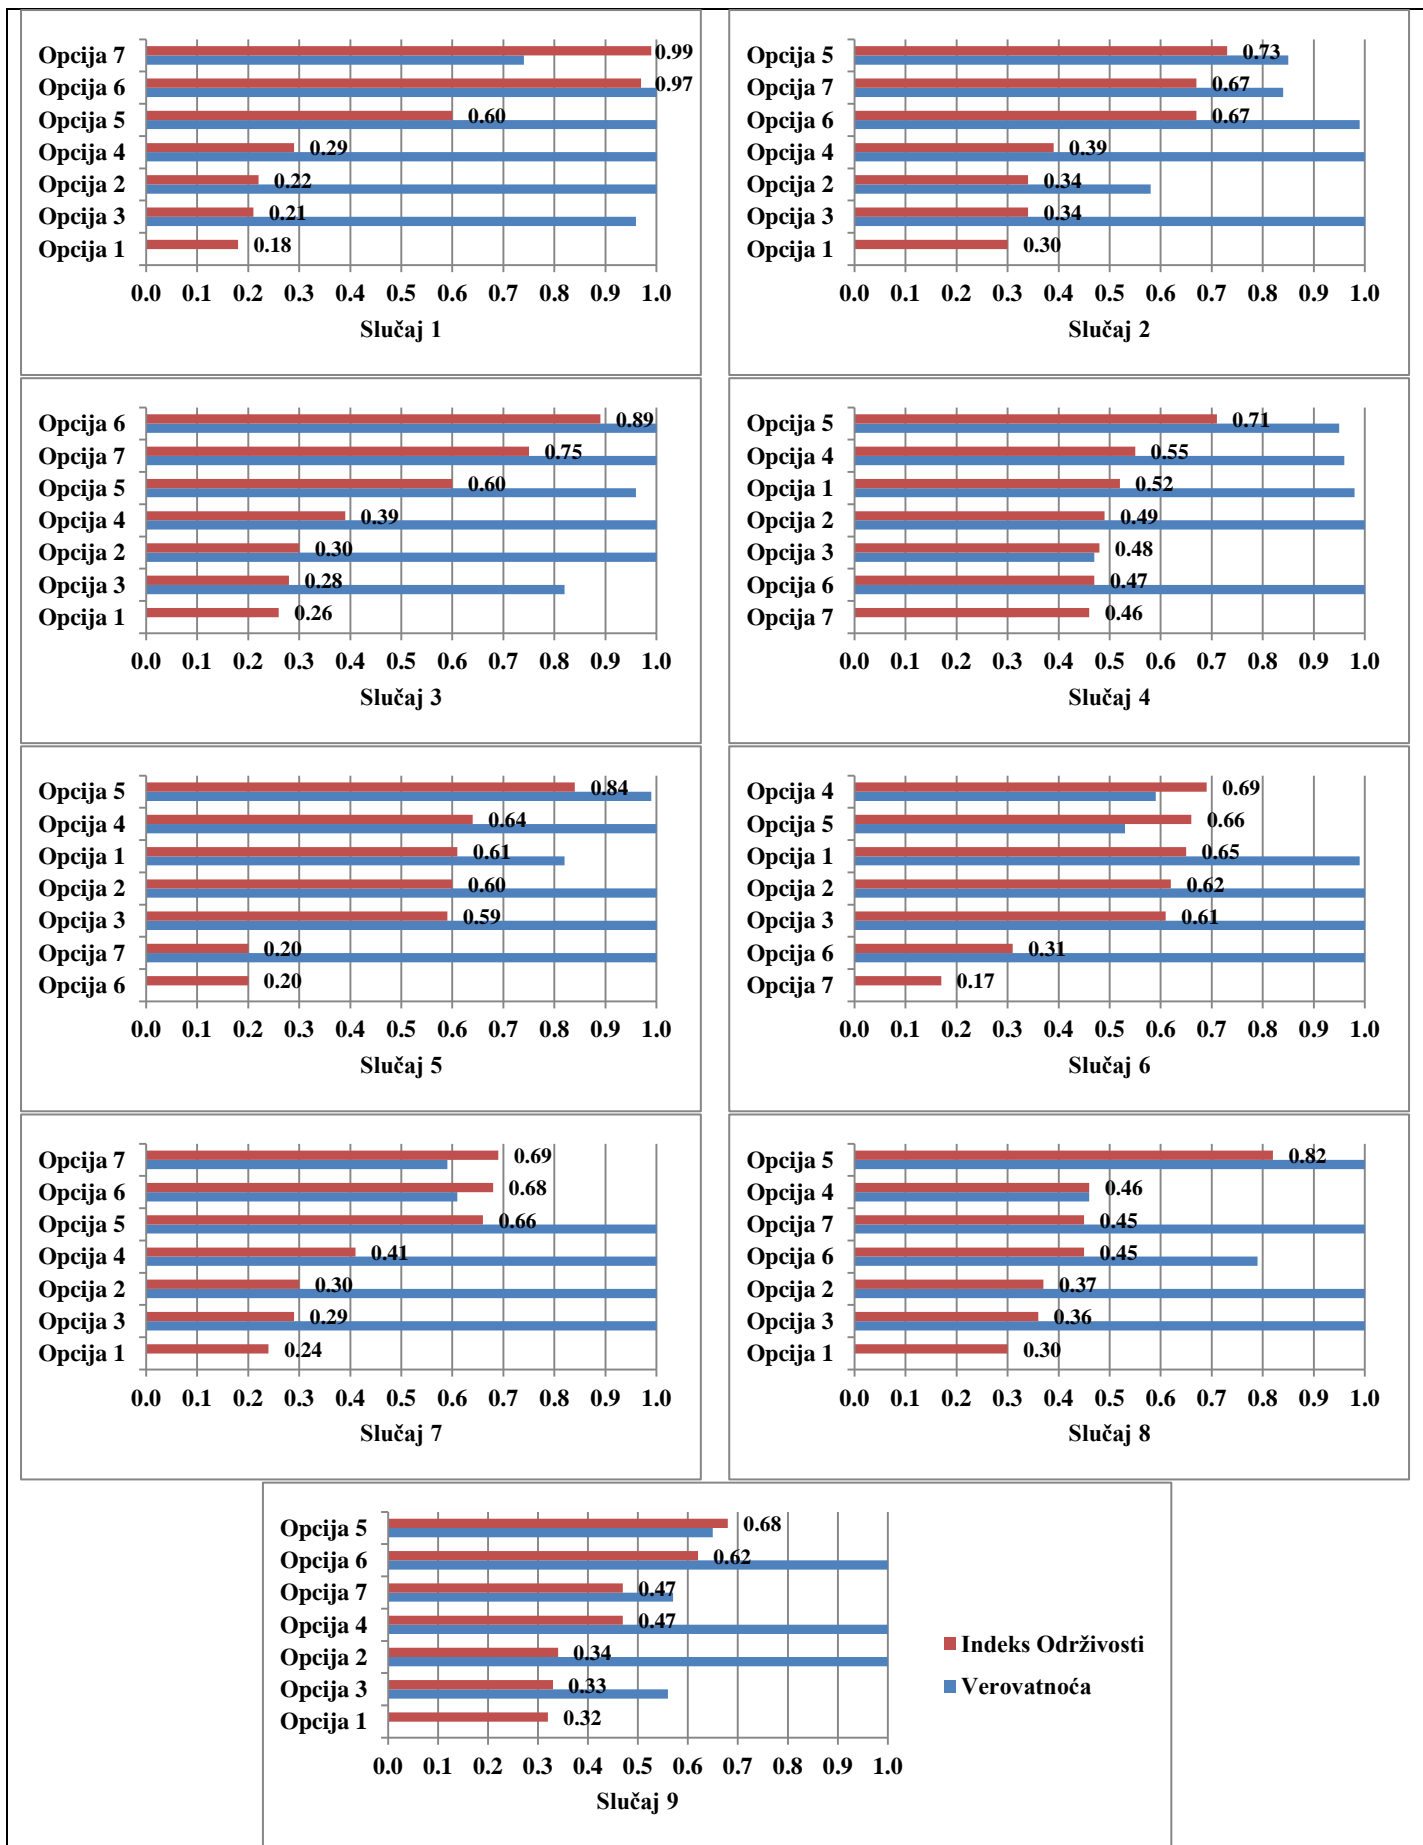 Opcija 7 0.99
Opcija 6 0.97
Opcija 5 0.60
Opcija 4 0.29
Opcija 2 0.22
Opcija 3 0.21
Opcija 1 0.18
0.0 0.1 0.2 0.3 0.4 0.5 0.6 0.7 0.8 0.9 1.0
Slučaj 1
Opcija 5 0.73
Opcija 7 0.67
Opcija 6 0.67
Opcija 4 0.39
Opcija 2 0.34
Opcija 3 0.34
Opcija 1 0.30
0.0 0.1 0.2 0.3 0.4 0.5 0.6 0.7 0.8 0.9 1.0
Slučaj 2
Opcija 6 0.89
Opcija 7 0.75
Opcija 5 0.60
Opcija 4 0.39
Opcija 2 0.30
Opcija 3 0.28
Opcija 1 0.26
0.0 0.1 0.2 0.3 0.4 0.5 0.6 0.7 0.8 0.9 1.0
Slučaj 3
Opcija 5 0.71
Opcija 4 0.55
Opcija 1 0.52
Opcija 2 0.49
Opcija 3 0.48
Opcija 6 0.47
Opcija 7 0.46
0.0 0.1 0.2 0.3 0.4 0.5 0.6 0.7 0.8 0.9 1.0
Slučaj 4
Opcija 5 0.84
Opcija 4 0.64
Opcija 1 0.61
Opcija 2 0.60
Opcija 3 0.59
Opcija 7 0.20
Opcija 6 0.20
0.0 0.1 0.2 0.3 0.4 0.5 0.6 0.7 0.8 0.9 1.0
Slučaj 5
Opcija 4 0.69
Opcija 5 0.66
Opcija 1 0.65
Opcija 2 0.62
Opcija 3 0.61
Opcija 6 0.31
Opcija 7 0.17
0.0 0.1 0.2 0.3 0.4 0.5 0.6 0.7 0.8 0.9 1.0
Slučaj 6
Opcija 7 0.69
Opcija 6 0.68
Opcija 5 0.66
Opcija 4 0.41
Opcija 2 0.30
Opcija 3 0.29
Opcija 1 0.24
0.0 0.1 0.2 0.3 0.4 0.5 0.6 0.7 0.8 0.9 1.0
Slučaj 7
Opcija 5 0.82
Opcija 4 0.46
Opcija 7 0.45
Opcija 6 0.45
Opcija 2 0.37
Opcija 3 0.36
Opcija 1 0.30
0.0 0.1 0.2 0.3 0.4 0.5 0.6 0.7 0.8 0.9 1.0
Slučaj 8
Opcija 5 0.68
Opcija 6 0.62
Opcija 7 0.47
Opcija 4 0.47
Opcija 2 0.34
Opcija 3 0.33
Opcija 1 0.32
0.0 0.1 0.2 0.3 0.4 0.5 0.6 0.7 0.8 0.9 1.0
Slučaj 9
Indeks Održivosti
Verovatnoća